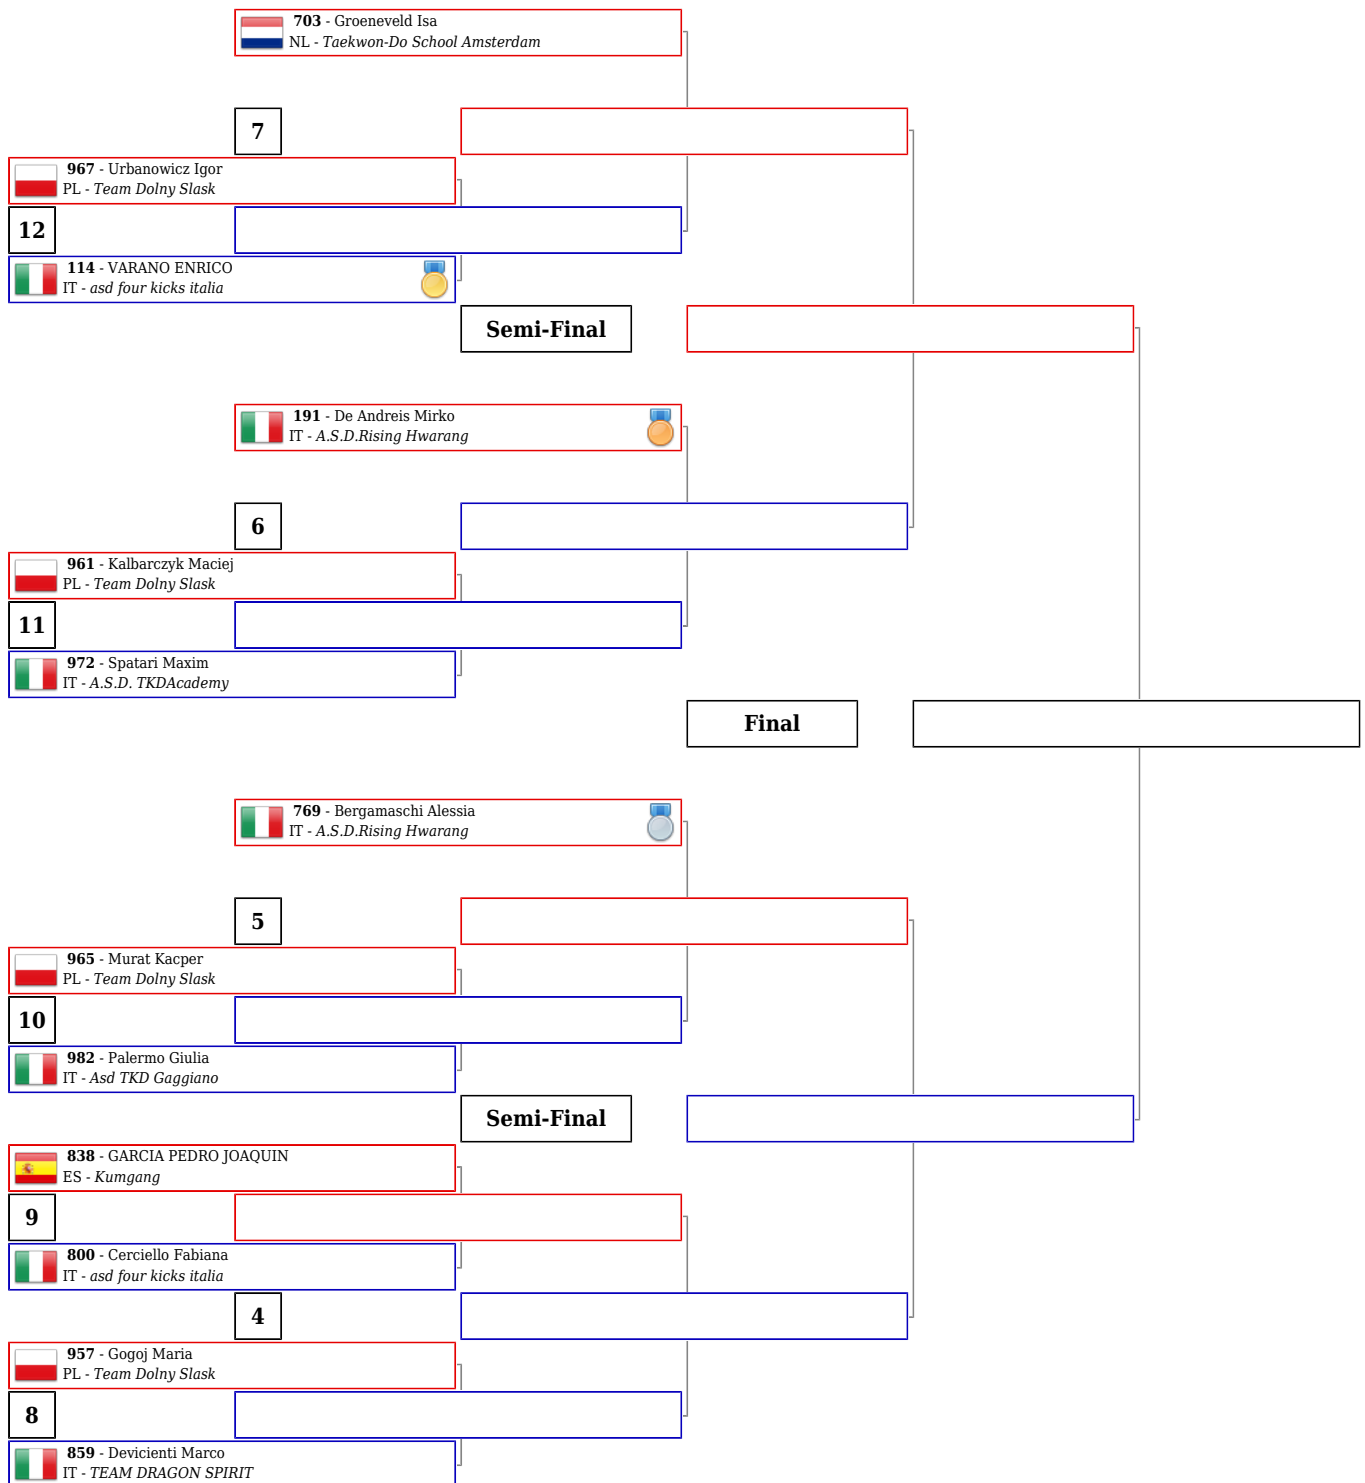 703 - Groeneveld Isa
NL - Taekwon-Do School Amsterdam
7
967 - Urbanowicz Igor
PL - Team Dolny Slask
12
114 - VARANO ENRICO
IT - asd four kicks italia
Semi-Final
191 - De Andreis Mirko
IT - A.S.D.Rising Hwarang
6
961 - Kalbarczyk Maciej
PL - Team Dolny Slask
11
972 - Spatari Maxim
IT - A.S.D. TKDAcademy
Final
769 - Bergamaschi Alessia
IT - A.S.D.Rising Hwarang
5
965 - Murat Kacper
PL - Team Dolny Slask
10
982 - Palermo Giulia
IT - Asd TKD Gaggiano
Semi-Final
838 - GARCIA PEDRO JOAQUIN
ES - Kumgang
9
800 - Cerciello Fabiana
IT - asd four kicks italia
4
957 - Gogoj Maria
PL - Team Dolny Slask
8
859 - Devicienti Marco
IT - TEAM DRAGON SPIRIT